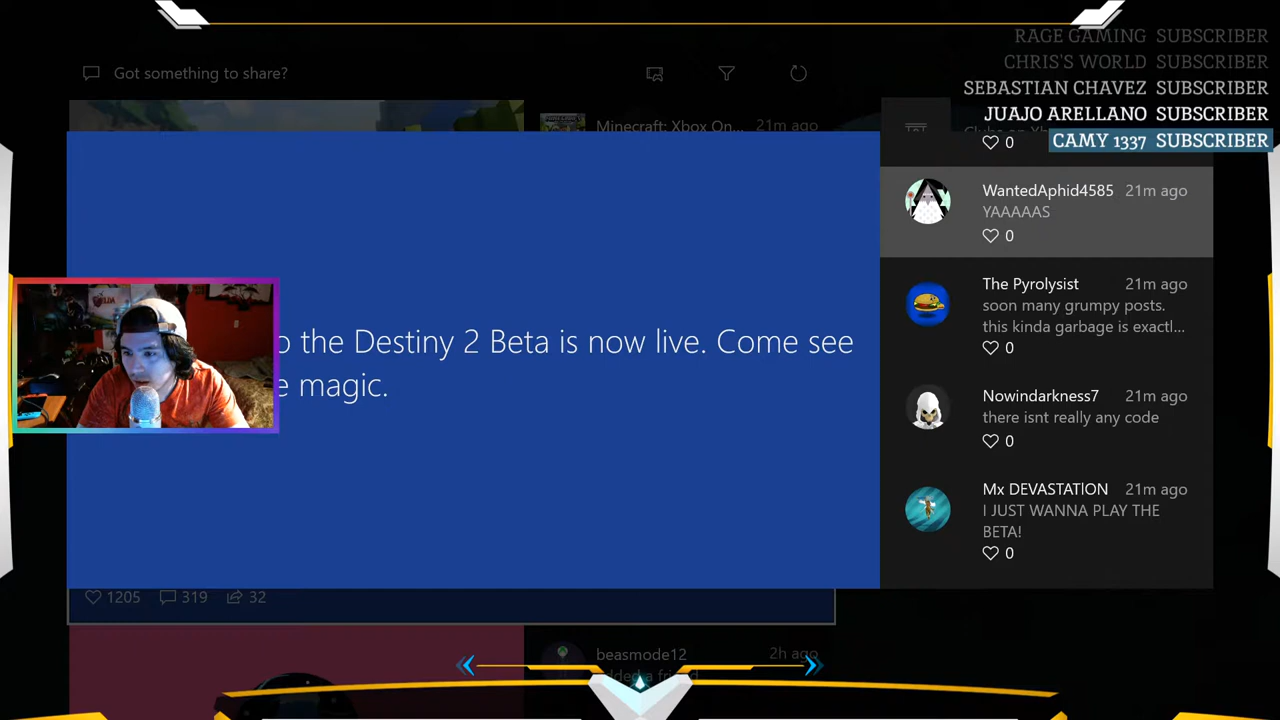 RAGE GAMING SUBSCRIBER
CHRIS'S WORLD SUBSCRIBER
SEBASTIAN CHAVEZ SUBSCRIBER
JUAJO ARELLANO SUBSCRIBER
CAMY 1337 SUBSCRIBER
Got something to share?
Minecraft: Xbox On... 21m ago
0
WantedAphid4585 21m ago
YAAAAAS
0
The Pyrolysist 21m ago
soon many grumpy posts.
this kinda garbage is exactl...
0
Nowindarkness7 21m ago
there isnt really any code
0
Mx DEVASTATION 21m ago
I JUST WANNA PLAY THE
BETA!
0
o the Destiny 2 Beta is now live. Come see
e magic.
1205 319 32
beasmode12 2h ago
added a friend